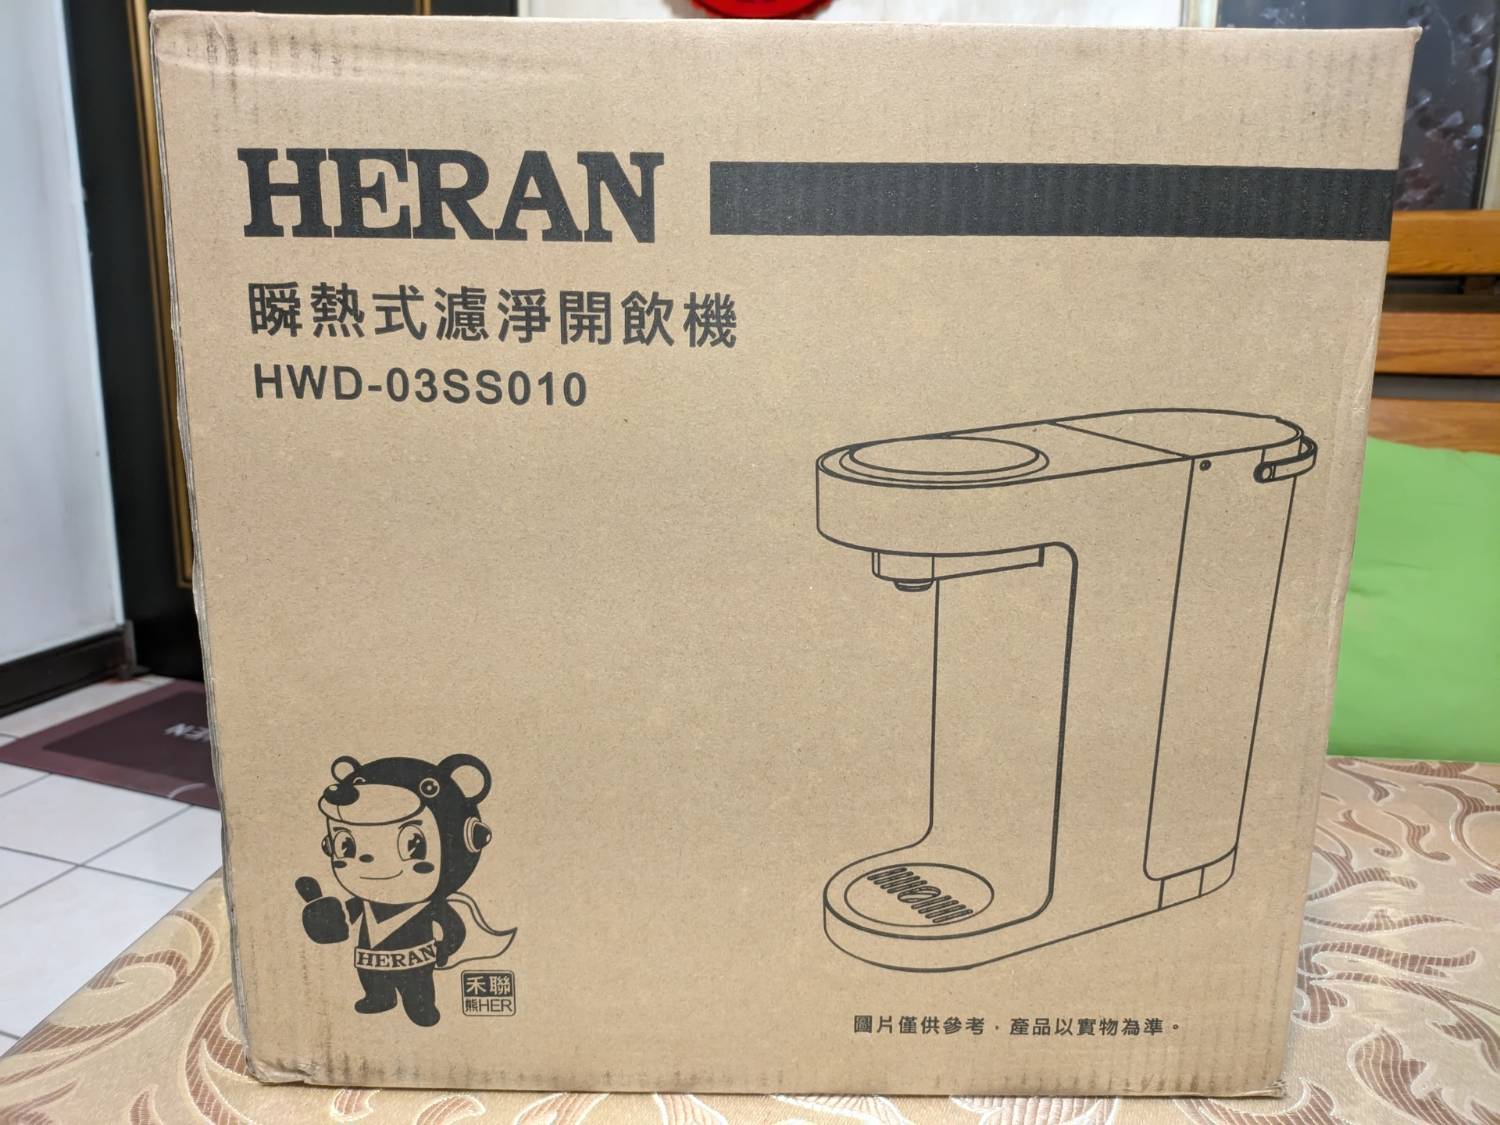 HERAN
瞬熱式濾淨開飲機
HWD-03SS010
HERAN
禾聯
熊HER
圖片僅供參考，產品以實物為準。